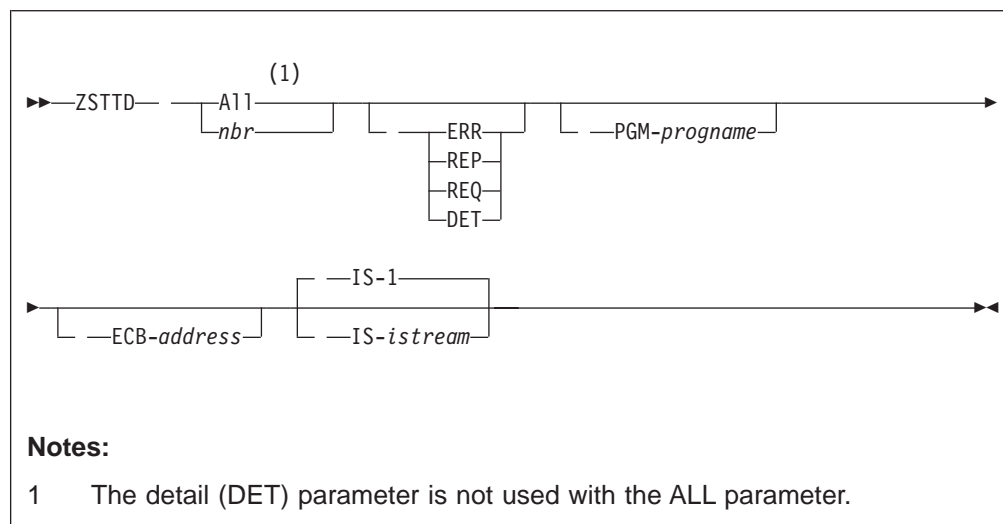 (1)
ZSTTD All
nbr
ERR
REP
REQ
DET
PGM-progname
ECB-address
IS-1
IS-istream
Notes:
1 The detail (DET) parameter is not used with the ALL parameter.